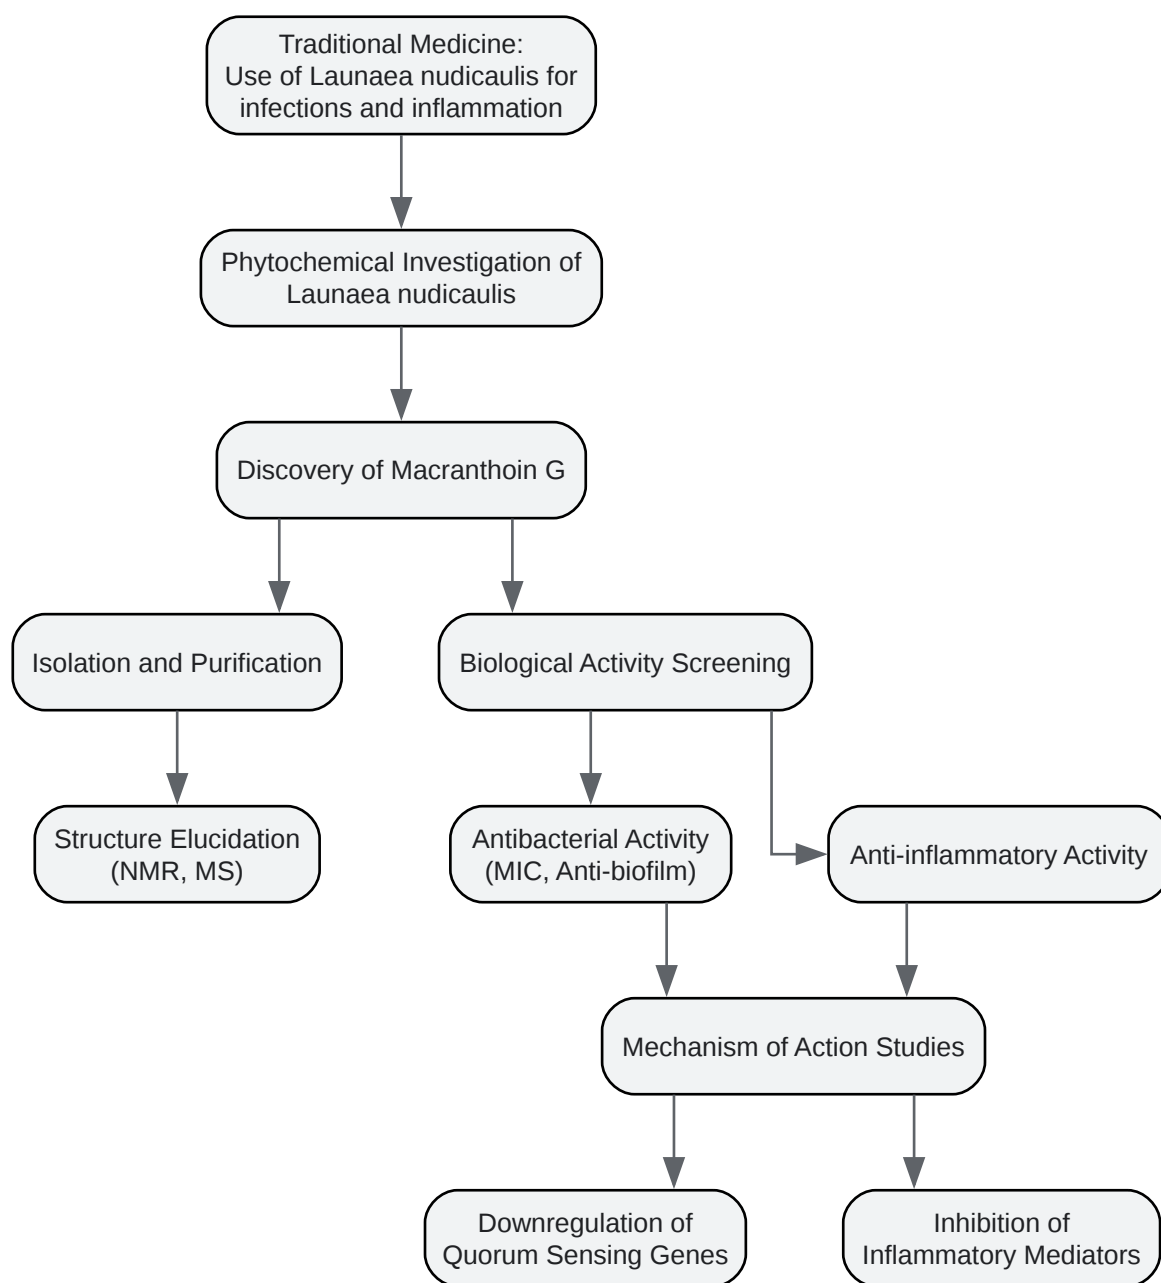 Traditional Medicine:
Use of Launaea nudicaulis for
infections and inflammation
Phytochemical Investigation of
Launaea nudicaulis
Discovery of Macranthoin G
Isolation and Purification
Biological Activity Screening
Structure Elucidation
(NMR, MS)
Antibacterial Activity
(MIC, Anti-biofilm)
Anti-inflammatory Activity
Mechanism of Action Studies
Downregulation of
Quorum Sensing Genes
Inhibition of
Inflammatory Mediators